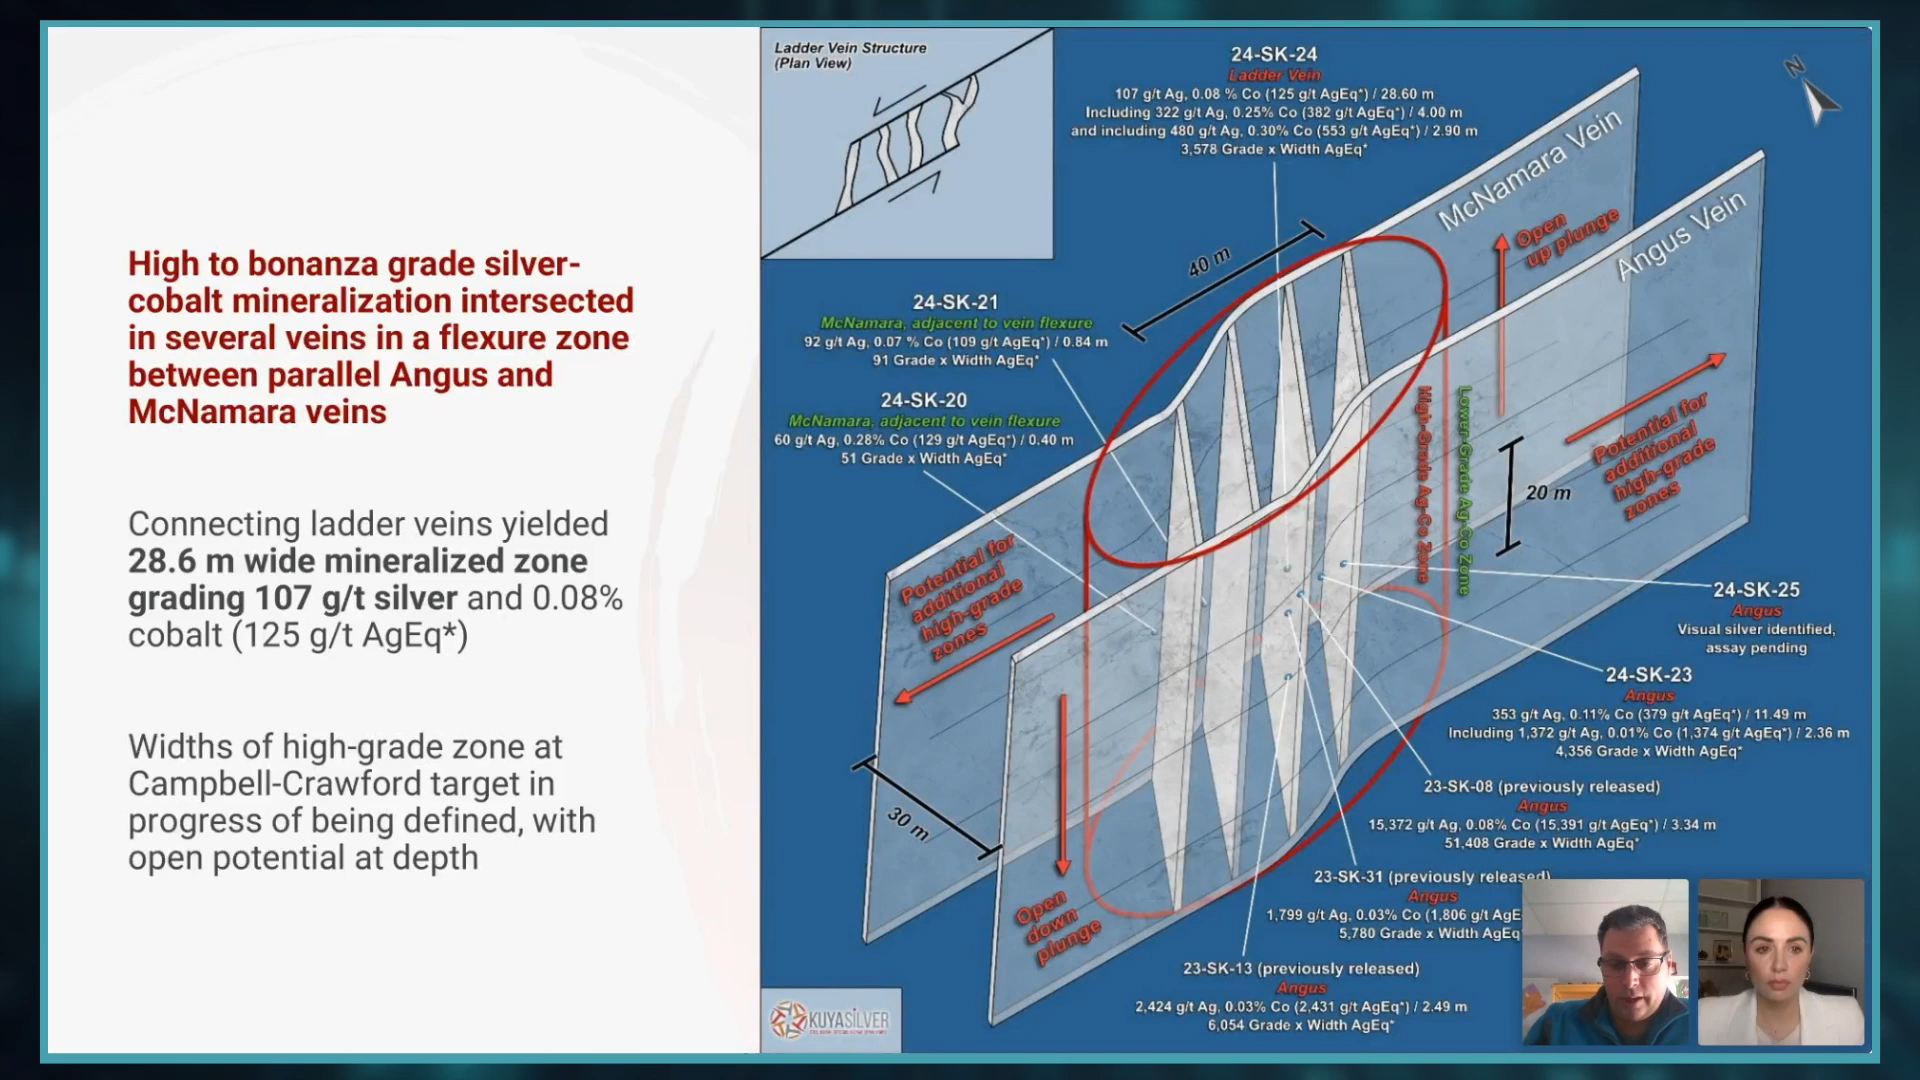 High to bonanza grade silver-
cobalt mineralization intersected
in several veins in a flexure zone
between parallel Angus and
McNamara veins
Connecting ladder veins yielded
28.6 m wide mineralized zone
grading 107 g/t silver and 0.08%
cobalt (125 g/t AgEq*)
Widths of high-grade zone at
Campbell-Crawford target in
progress of being defined, with
open potential at depth
Ladder Vein Structure
(Plan View)
24-SK-24
Ladder Vein
107 g/t Ag, 0.08 % Co (125 g/t AgEq*) / 28.60 m
Including 322 g/t Ag, 0.25% Co (382 g/t AgEq*) / 4.00 m
and including 480 g/t Ag, 0.30% Co (553 g/t AgEq*) / 2.90 m
3,578 Grade x Width AgEq*
N
McNamara Vein
Angus Vein
Open
up plunge
40 m
24-SK-21
McNamara, adjacent to vein flexure
92 g/t Ag, 0.07 % Co (109 g/t AgEq*) / 0.84 m
91 Grade x Width AgEq*
24-SK-20
McNamara, adjacent to vein flexure
60 g/t Ag, 0.28% Co (129 g/t AgEq*) / 0.40 m
51 Grade x Width AgEq*
High-Grade Ag-Co Zone
Lower-Grade Ag-Co Zone
Potential for
additional
high-grade
zones
20 m
Potential for
additional
high-grade
zones
24-SK-25
Angus
Visual silver identified,
assay pending
24-SK-23
Angus
353 g/t Ag, 0.11% Co (379 g/t AgEq*) / 11.49 m
Including 1,372 g/t Ag, 0.01% Co (1,374 g/t AgEq*) / 2.36 m
4,356 Grade x Width AgEq*
23-SK-08 (previously released)
Angus
15,372 g/t Ag, 0.08% Co (15,391 g/t AgEq*) / 3.34 m
51,408 Grade x Width AgEq*
30 m
Open
down
plunge
23-SK-31 (previously released)
Angus
1,799 g/t Ag, 0.03% Co (1,806 g/t AgE
5,780 Grade x Width AgEq
23-SK-13 (previously released)
Angus
2,424 g/t Ag, 0.03% Co (2,431 g/t AgEq*) / 2.49 m
6,054 Grade x Width AgEq*
KUYASILVER